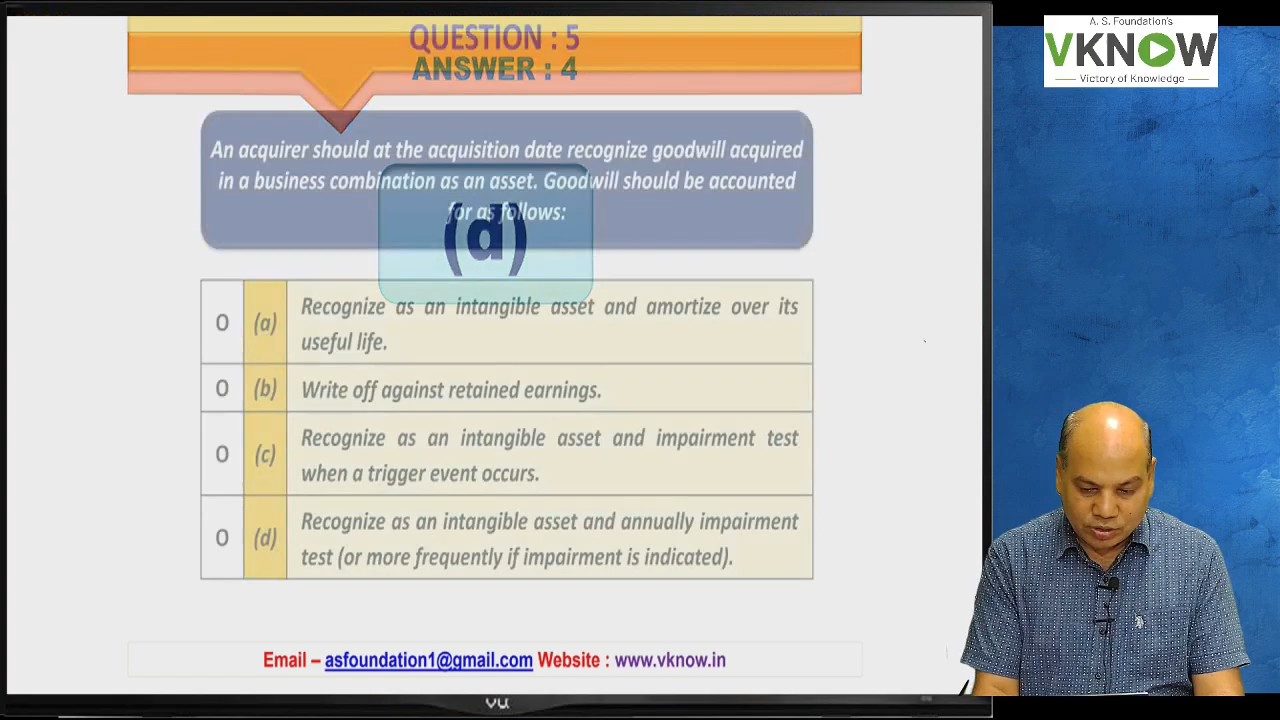 A. S. Foundation's
VKNOW
Victory of Knowledge
QUESTION : 5
ANSWER : 4
An acquirer should at the acquisition date recognize goodwill acquired
in a business combination as an asset. Goodwill should be accounted
for as follows:
(d)
O (a) Recognize as an intangible asset and amortize over its
useful life.
O (b) Write off against retained earnings.
O (c) Recognize as an intangible asset and impairment test
when a trigger event occurs.
O (d) Recognize as an intangible asset and annually impairment
test (or more frequently if impairment is indicated).
Email – asfoundation1@gmail.com Website : www.vknow.in
vu